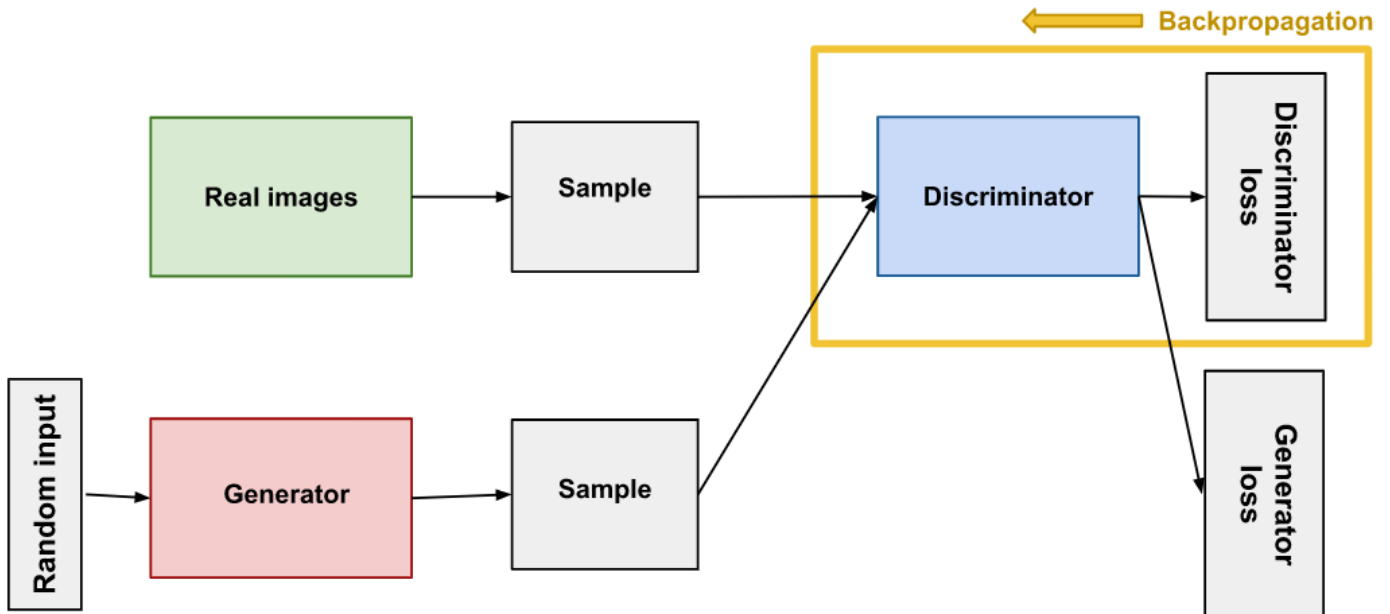 Backpropagation
Real images
Sample
Discriminator
Discriminator
loss
Random input
Generator
Sample
Generator
loss